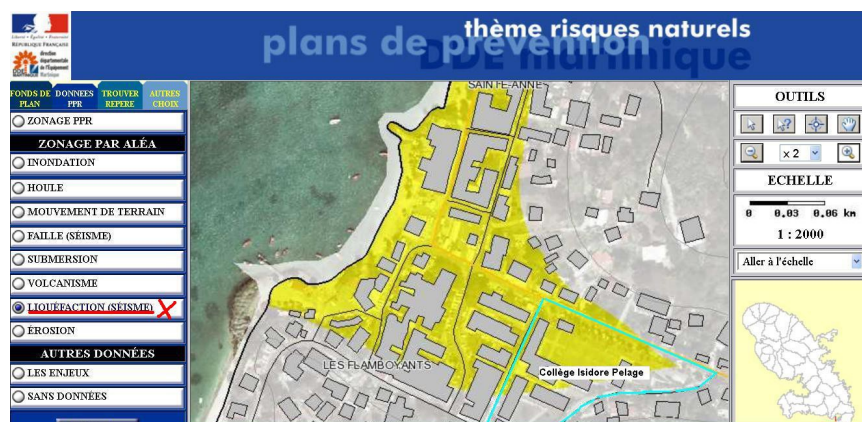 RÉPUBLIQUE FRANÇAISE
thème risques naturels
plans de prévention
DDE martinique
FONDS DE PLAN
DONNEES PPR
TROUVER REPERE
AUTRES CHOIX
ZONAGE PPR
ZONAGE PAR ALÉA
INONDATION
HOULE
MOUVEMENT DE TERRAIN
FAILLE (SÉISME)
SUBMERSION
VOLCANISME
LIQUÉFACTION (SÉISME)
ÉROSION
AUTRES DONNÉES
LES ENJEUX
SANS DONNÉES
SAINTE-ANNE
LES FLAMBOYANTS
Collège Isidore Pelage
OUTILS
x 2
ECHELLE
0 0.03 0.06 km
1 : 2000
Aller à l'échelle